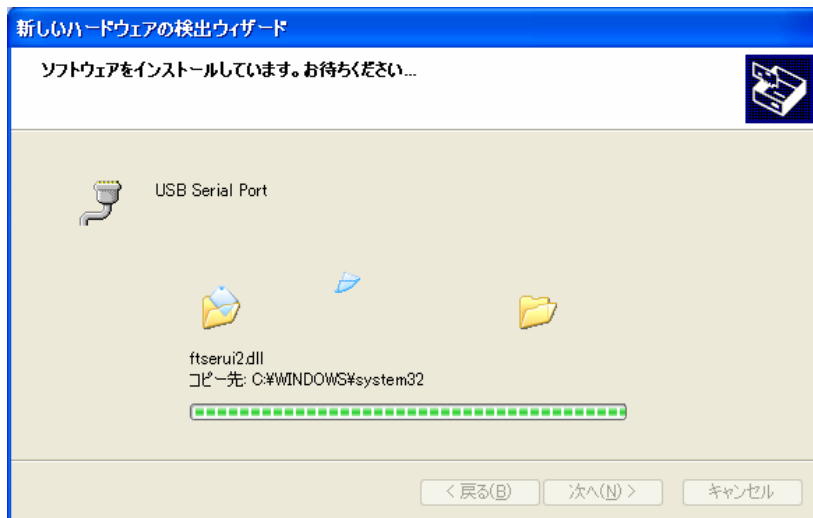 新しいハードウェアの検出ウィザード
ソフトウェアをインストールしています。お待ちください...
USB Serial Port
ftserui2.dll
コピー先: C:¥WINDOWS¥system32
< 戻る(B)
次へ(N) >
キャンセル